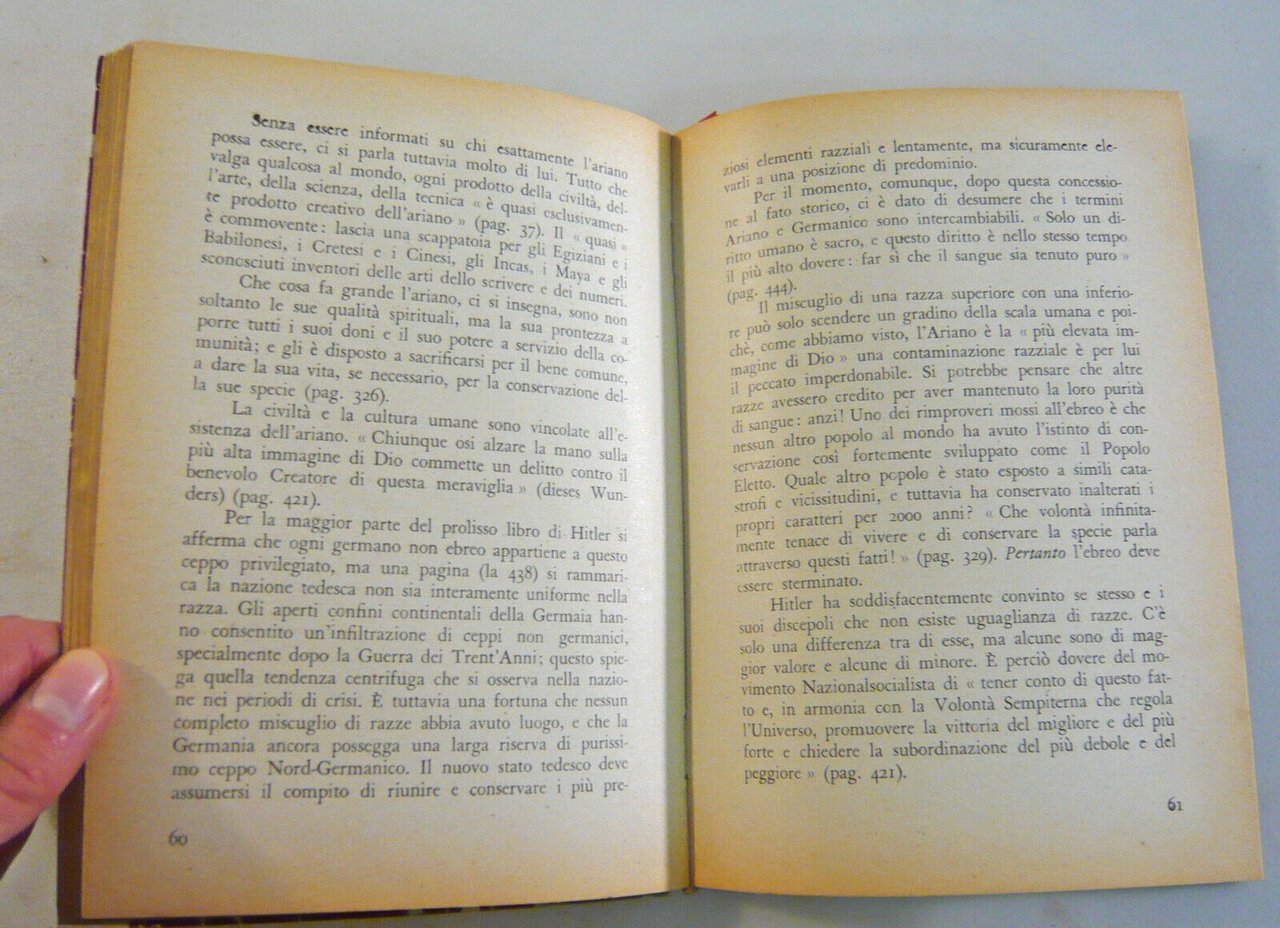 Senza essere informati su chi esattamente l'ariano
possa essere, ci si parla tuttavia molto di lui. Tutto che
valga qualcosa al mondo, ogni prodotto della civiltà, del-
l'arte, della scienza, della tecnica « è quasi esclusivamen-
te prodotto creativo dell'ariano » (pag. 37). Il « quasi »
è commovente: lascia una scappatoia per gli Egiziani e i
Babilonesi, i Cretesi e i Cinesi, gli Incas, i Maya e gli
sconosciuti inventori delle arti dello scrivere e dei numeri.
Che cosa fa grande l'ariano, ci si insegna, sono non
soltanto le sue qualità spirituali, ma la sua prontezza a
porre tutti i suoi doni e il suo potere a servizio della co-
munità; e gli è disposto a sacrificarsi per il bene comune,
a dare la sua vita, se necessario, per la conservazione del-
la sue specie (pag. 326).
La civiltà e la cultura umane sono vincolate all'e-
sistenza dell'ariano. « Chiunque osi alzare la mano sulla
più alta immagine di Dio commette un delitto contro il
benevolo Creatore di questa meraviglia » (dieses Wun-
ders) (pag. 421).
Per la maggior parte del prolisso libro di Hitler si
afferma che ogni germano non ebreo appartiene a questo
ceppo privilegiato, ma una pagina (la 438) si rammari-
ca la nazione tedesca non sia interamente uniforme nella
razza. Gli aperti confini continentali della Germaia han-
no consentito un'infiltrazione di ceppi non germanici,
specialmente dopo la Guerra dei Trent'Anni; questo spie-
ga quella tendenza centrifuga che si osserva nella nazio-
ne nei periodi di crisi. È tuttavia una fortuna che nessun
completo miscuglio di razze abbia avuto luogo, e che la
Germania ancora possegga una larga riserva di purissi-
mo ceppo Nord-Germanico. Il nuovo stato tedesco deve
assumersi il compito di riunire e conservare i più pre-
60
ziosi elementi razziali e lentamente, ma sicuramente ele-
varli a una posizione di predominio.
Per il momento, comunque, dopo questa concessio-
ne al fato storico, ci è dato di desumere che i termini
Ariano e Germanico sono intercambiabili. « Solo un di-
ritto umano è sacro, e questo diritto è nello stesso tempo
il più alto dovere: far sì che il sangue sia tenuto puro »
(pag. 444).
Il miscuglio di una razza superiore con una inferio-
re può solo scendere un gradino della scala umana e poi-
chè, come abbiamo visto, l'Ariano è la « più elevata im-
magine di Dio » una contaminazione razziale è per lui
il peccato imperdonabile. Si potrebbe pensare che altre
razze avessero credito per aver mantenuto la loro purità
di sangue: anzi! Uno dei rimproveri mossi all'ebreo è che
nessun altro popolo al mondo ha avuto l'istinto di con-
servazione così fortemente sviluppato come il Popolo
Eletto. Quale altro popolo è stato esposto a simili cata-
strofi e vicissitudini, e tuttavia ha conservato inalterati i
propri caratteri per 2000 anni? « Che volontà infinita-
mente tenace di vivere e di conservare la specie parla
attraverso questi fatti! » (pag. 329). Pertanto l'ebreo deve
essere sterminato.
Hitler ha soddisfacentemente convinto se stesso e i
suoi discepoli che non esiste uguaglianza di razze. C'è
solo una differenza tra di esse, ma alcune sono di mag-
gior valore e alcune di minore. È perciò dovere del mo-
vimento Nazionalsocialista di « tener conto di questo fat-
to e, in armonia con la Volontà Sempiterna che regola
l'Universo, promuovere la vittoria del migliore e del più
forte e chiedere la subordinazione del più debole e del
peggiore » (pag. 421).
61